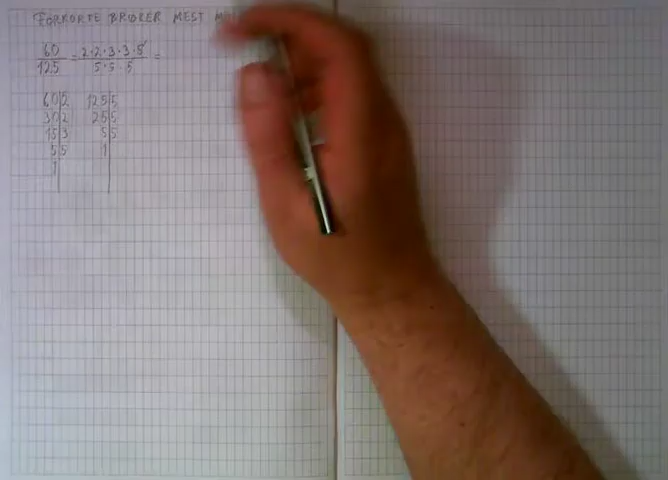 FORKORTE BRØKER MEST
60/125 = 2·2·3·3·5/5·5·5 =
60|2 125|5
30|2 25|5
15|3 5|5
5|5 1|
1|